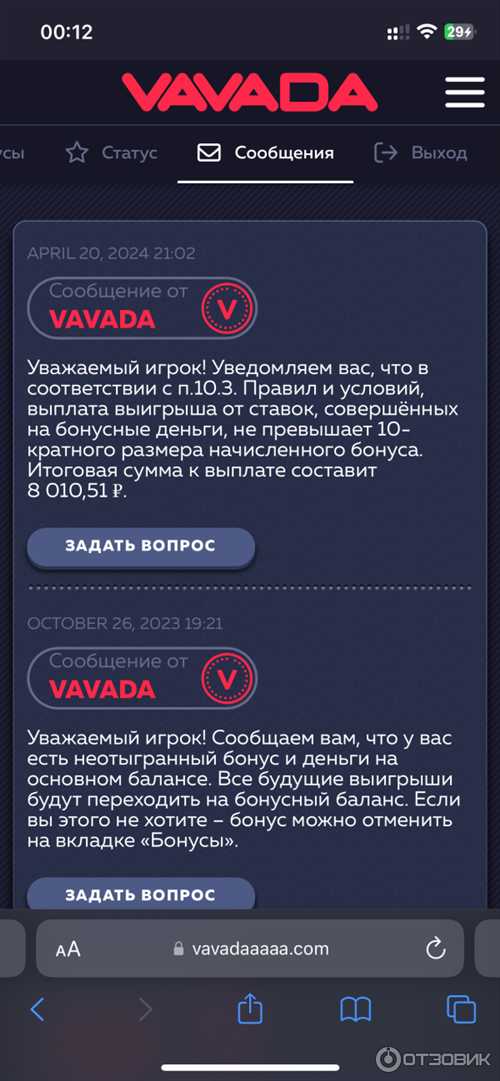 00:12
29
VAVADA
усы
Статус
Сообщения
Выход
APRIL 20, 2024 21:02
Сообщение от
VAVADA
V
Уважаемый игрок! Уведомляем вас, что в
соответствии с п.10.3. Правил и условий,
выплата выигрыша от ставок, совершённых
на бонусные деньги, не превышает 10-
кратного размера начисленного бонуса.
Итоговая сумма к выплате составит
8 010,51 ₽.
ЗАДАТЬ ВОПРОС
OCTOBER 26, 2023 19:21
Сообщение от
VAVADA
V
Уважаемый игрок! Сообщаем вам, что у вас
есть неотыгранный бонус и деньги на
основном балансе. Все будущие выигрыши
будут переходить на бонусный баланс. Если
вы этого не хотите – бонус можно отменить
на вкладке «Бонусы».
ЗАДАТЬ ВОПРОС
AA
vavadaaaaa.com
ОТЗОВИК